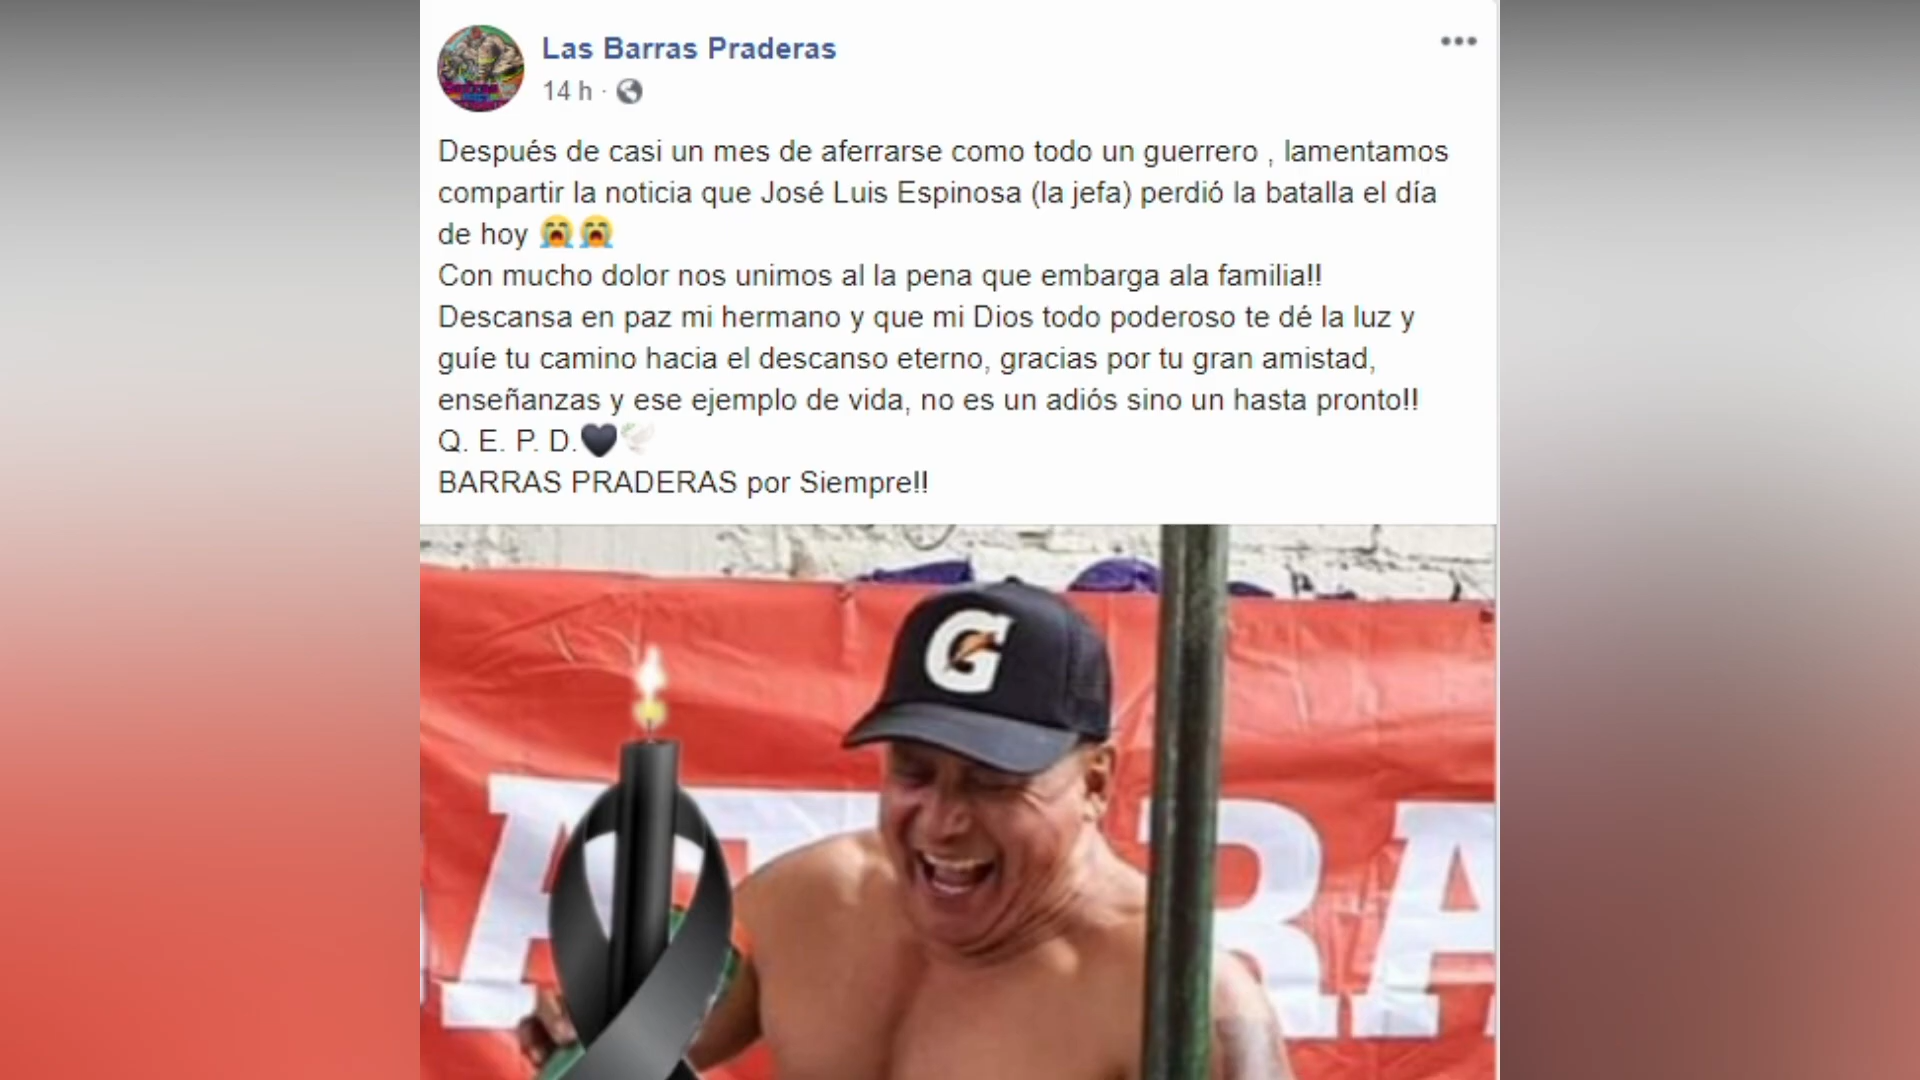 Las Barras Praderas
14 h ·
Después de casi un mes de aferrarse como todo un guerrero , lamentamos
compartir la noticia que José Luis Espinosa (la jefa) perdió la batalla el día
de hoy 😭😭
Con mucho dolor nos unimos al la pena que embarga ala familia!!
Descansa en paz mi hermano y que mi Dios todo poderoso te dé la luz y
guíe tu camino hacia el descanso eterno, gracias por tu gran amistad,
enseñanzas y ese ejemplo de vida, no es un adiós sino un hasta pronto!!
Q. E. P. D.🖤🕊
BARRAS PRADERAS por Siempre!!
G